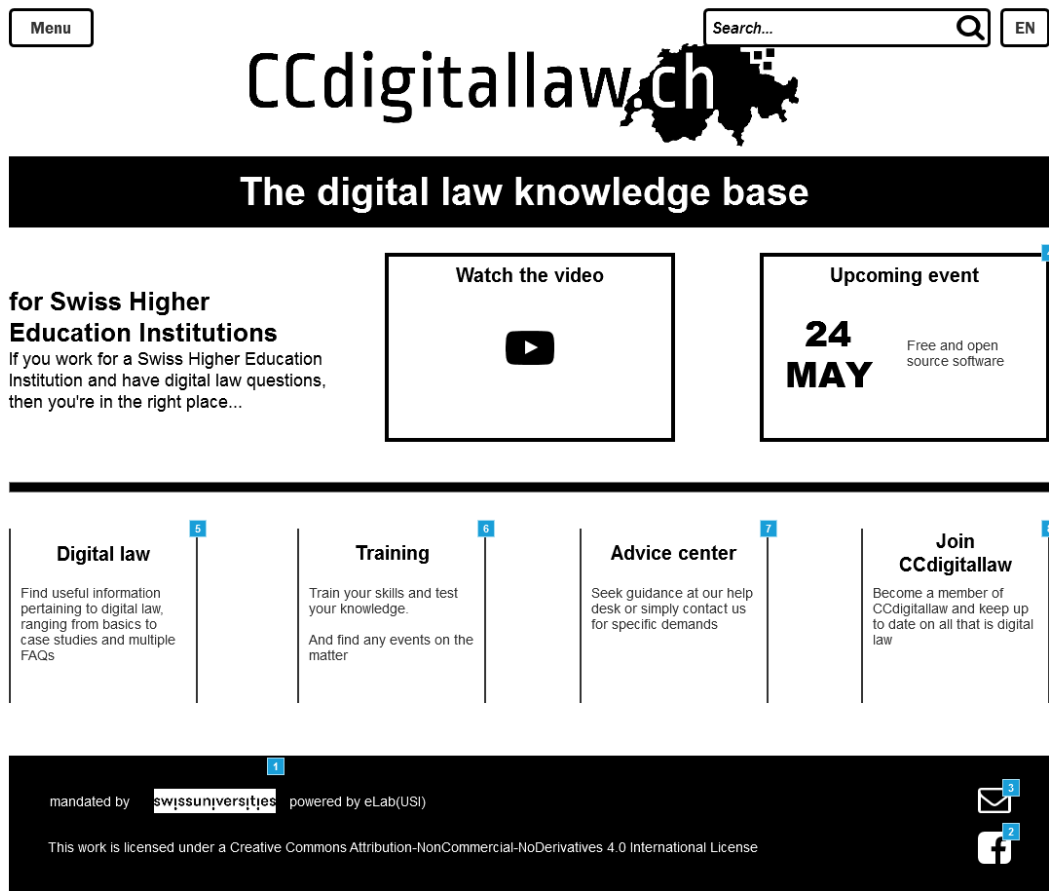 Menu
Search...
EN
CCdigitallaw.ch
The digital law knowledge base
for Swiss Higher
Education Institutions
If you work for a Swiss Higher Education
Institution and have digital law questions,
then you're in the right place...
Watch the video
Upcoming event
24
MAY
Free and open
source software
5
Digital law
Find useful information
pertaining to digital law,
ranging from basics to
case studies and multiple
FAQs
6
Training
Train your skills and test
your knowledge.
And find any events on the
matter
7
Advice center
Seek guidance at our help
desk or simply contact us
for specific demands
Join
CCdigitallaw
Become a member of
CCdigitallaw and keep up
to date on all that is digital
law
1
mandated by swissuniversities powered by eLab(USI)
3
2
This work is licensed under a Creative Commons Attribution-NonCommercial-NoDerivatives 4.0 International License